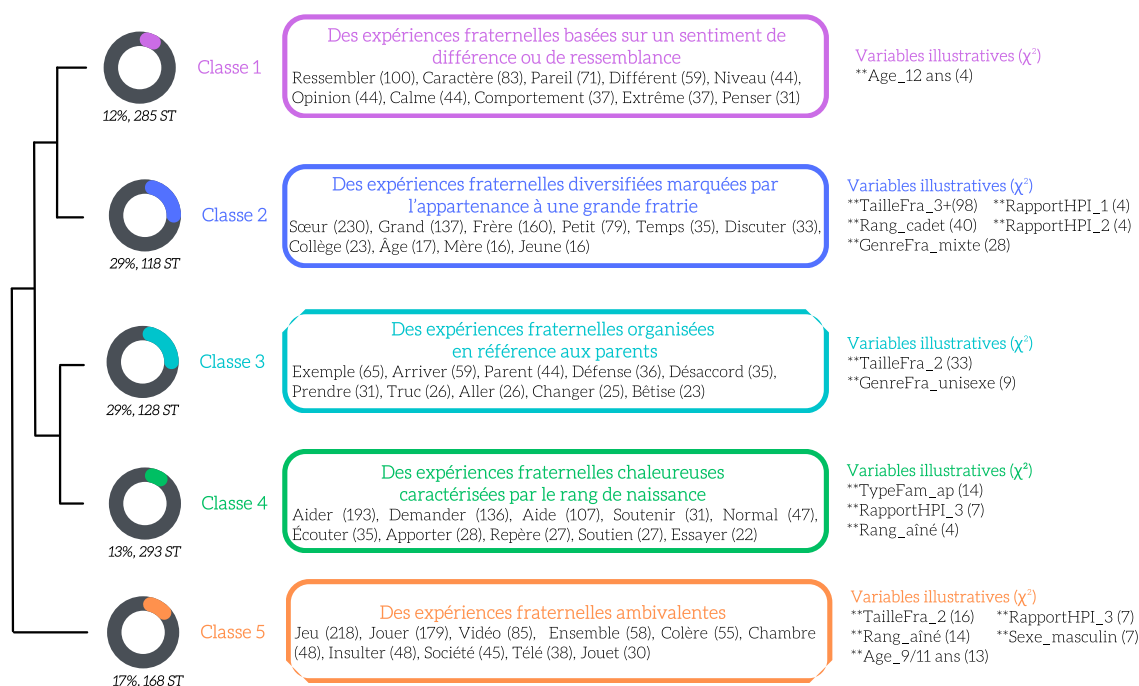 Des expériences fraternelles basées sur un sentiment de
différence ou de ressemblance
Ressembler (100), Caractère (83), Pareil (71), Différent (59), Niveau (44),
Opinion (44), Calme (44), Comportement (37), Extrême (37), Penser (31)
Classe 1
12%, 285 ST
Variables illustratives (χ²)
**Age_12 ans (4)
Des expériences fraternelles diversifiées marquées par
l'appartenance à une grande fratrie
Sœur (230), Grand (137), Frère (160), Petit (79), Temps (35), Discuter (33),
Collège (23), Âge (17), Mère (16), Jeune (16)
Classe 2
29%, 118 ST
Variables illustratives (χ²)
**TailleFra_3+(98) **RapportHPI_1 (4)
**Rang_cadet (40) **RapportHPI_2 (4)
**GenreFra_mixte (28)
Des expériences fraternelles organisées
en référence aux parents
Exemple (65), Arriver (59), Parent (44), Défense (36), Désaccord (35),
Prendre (31), Truc (26), Aller (26), Changer (25), Bêtise (23)
Classe 3
29%, 128 ST
Variables illustratives (χ²)
**TailleFra_2 (33)
**GenreFra_unisexe (9)
Des expériences fraternelles chaleureuses
caractérisées par le rang de naissance
Aider (193), Demander (136), Aide (107), Soutenir (31), Normal (47),
Écouter (35), Apporter (28), Repère (27), Soutien (27), Essayer (22)
Classe 4
13%, 293 ST
Variables illustratives (χ²)
**TypeFam_ap (14)
**RapportHPI_3 (7)
**Rang_aîné (4)
Des expériences fraternelles ambivalentes
Jeu (218), Jouer (179), Vidéo (85), Ensemble (58), Colère (55), Chambre
(48), Insulter (48), Société (45), Télé (38), Jouet (30)
Classe 5
17%, 168 ST
Variables illustratives (χ²)
**TailleFra_2 (16) **RapportHPI_3 (7)
**Rang_aîné (14) **Sexe_masculin (7)
**Age_9/11 ans (13)